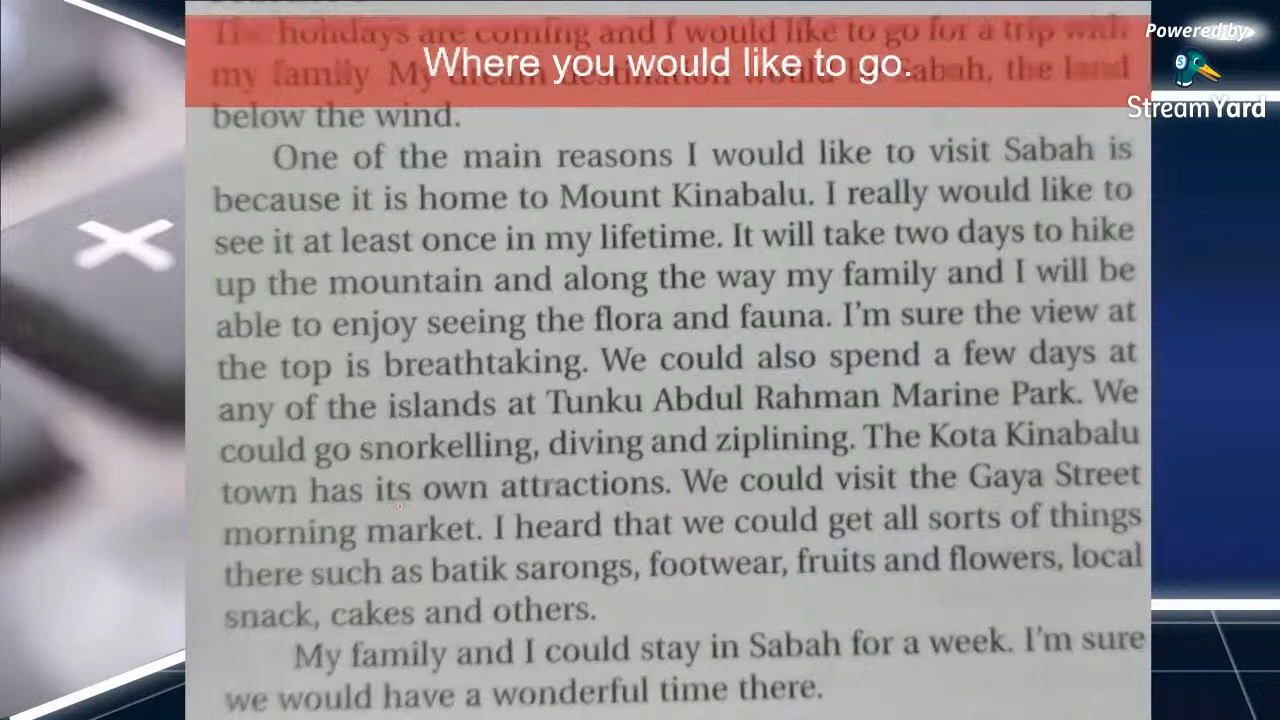 The holidays are coming and I would like to go for a trip with
Where you would like to go.
my family My dream destination Sabah, the land
below the wind.
One of the main reasons I would like to visit Sabah is
because it is home to Mount Kinabalu. I really would like to
see it at least once in my lifetime. It will take two days to hike
up the mountain and along the way my family and I will be
able to enjoy seeing the flora and fauna. I'm sure the view at
the top is breathtaking. We could also spend a few days at
any of the islands at Tunku Abdul Rahman Marine Park. We
could go snorkelling, diving and ziplining. The Kota Kinabalu
town has its own attractions. We could visit the Gaya Street
morning market. I heard that we could get all sorts of things
there such as batik sarongs, footwear, fruits and flowers, local
snack, cakes and others.
My family and I could stay in Sabah for a week. I'm sure
we would have a wonderful time there.
Powered by
StreamYard